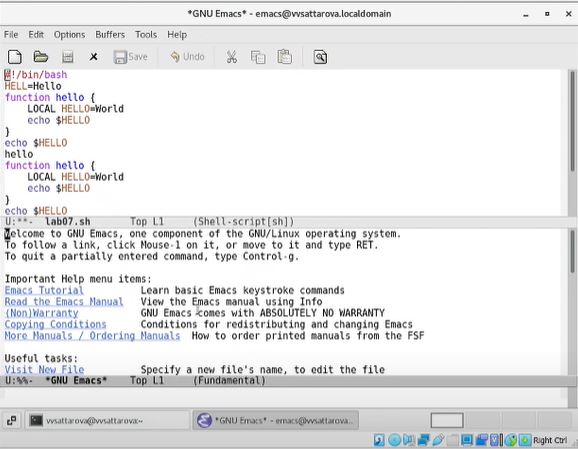 *GNU Emacs* - emacs@vvsattarova.localdomain
File Edit Options Buffers Tools Help
Save Undo
#!/bin/bash
HELL=Hello
function hello {
LOCAL HELLO=World
echo $HELLO
}
echo $HELLO
hello
function hello {
LOCAL HELLO=World
echo $HELLO
}
echo $HELLO
U:**- lab07.sh Top L1 (Shell-script[sh])
Welcome to GNU Emacs, one component of the GNU/Linux operating system.
To follow a link, click Mouse-1 on it, or move to it and type RET.
To quit a partially entered command, type Control-g.
Important Help menu items:
Emacs Tutorial Learn basic Emacs keystroke commands
Read the Emacs Manual View the Emacs manual using Info
(Non)Warranty GNU Emacs comes with ABSOLUTELY NO WARRANTY
Copying Conditions Conditions for redistributing and changing Emacs
More Manuals / Ordering Manuals How to order printed manuals from the FSF
Useful tasks:
Visit New File Specify a new file's name, to edit the file
U:%%- *GNU Emacs* Top L1 (Fundamental)
vvsattarova@vvsattarova:~ *GNU Emacs* - emacs@vvsattarova...
Right Ctrl